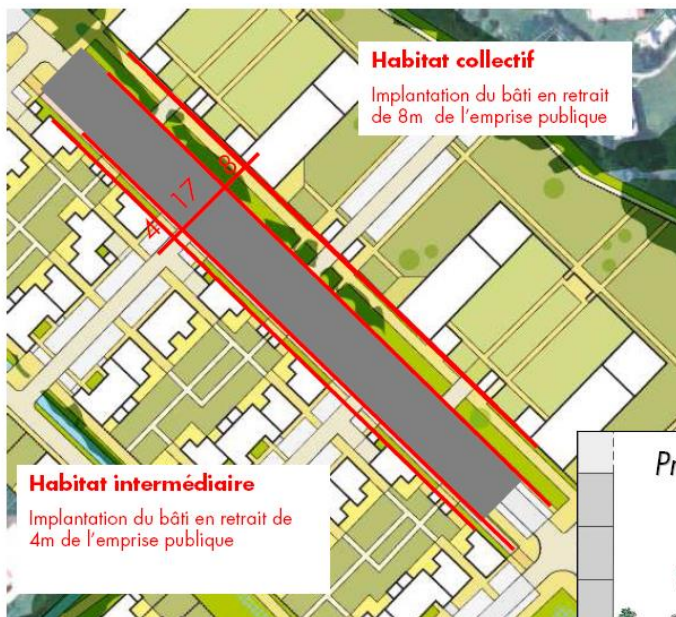 Habitat collectif
Implantation du bâti en retrait
de 8m de l'emprise publique
8
17
4
Habitat intermédiaire
Implantation du bâti en retrait de
4m de l'emprise publique